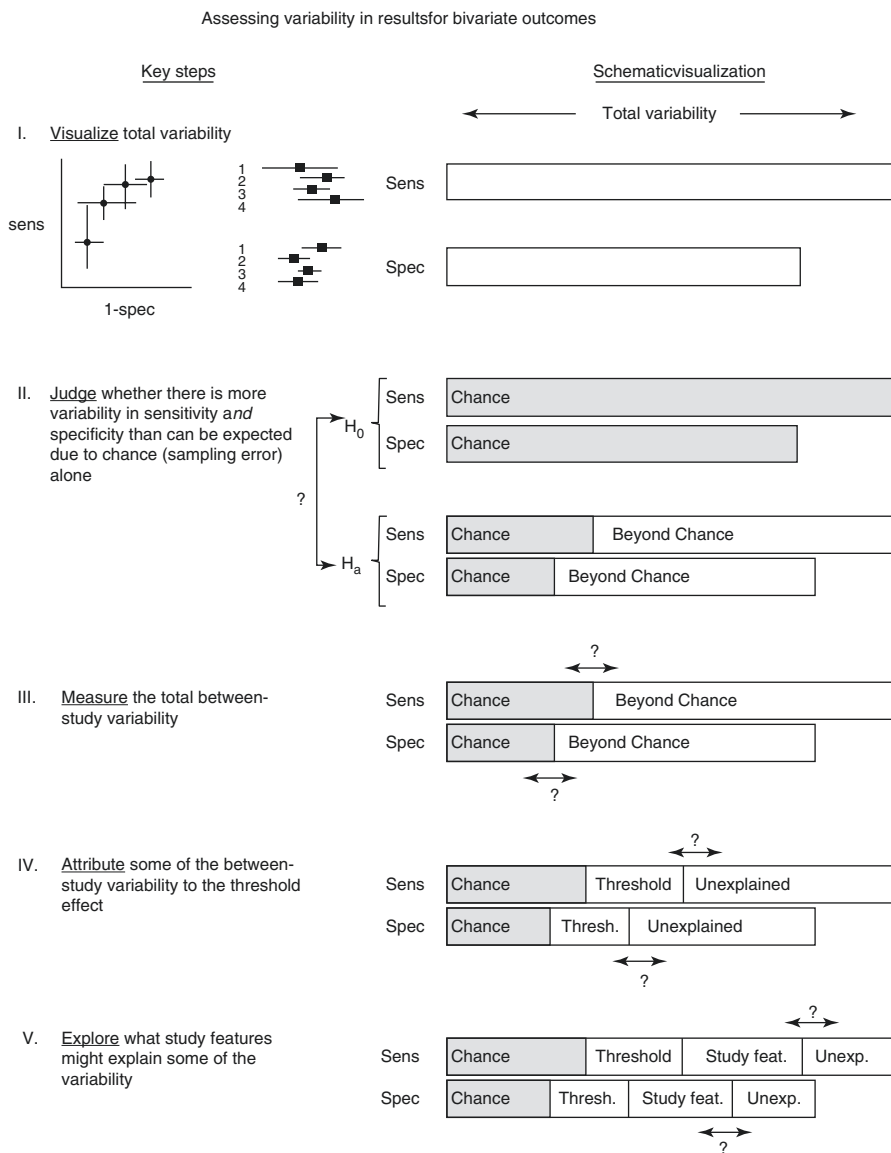 Assessing variability in resultsfor bivariate outcomes
Key steps
Schematicvisualization
Total variability
I. Visualize total variability
sens
1-spec
1
2
3
4
1
2
3
4
Sens
Spec
II. Judge whether there is more
variability in sensitivity and
specificity than can be expected
due to chance (sampling error)
alone
?
H0
Sens
Chance
Spec
Chance
Ha
Sens
Chance
Beyond Chance
Spec
Chance
Beyond Chance
III. Measure the total between-
study variability
?
Sens
Chance
Beyond Chance
Spec
Chance
Beyond Chance
?
IV. Attribute some of the between-
study variability to the threshold
effect
?
Sens
Chance
Threshold
Unexplained
Spec
Chance
Thresh.
Unexplained
?
V. Explore what study features
might explain some of the
variability
?
Sens
Chance
Threshold
Study feat.
Unexp.
Spec
Chance
Thresh.
Study feat.
Unexp.
?